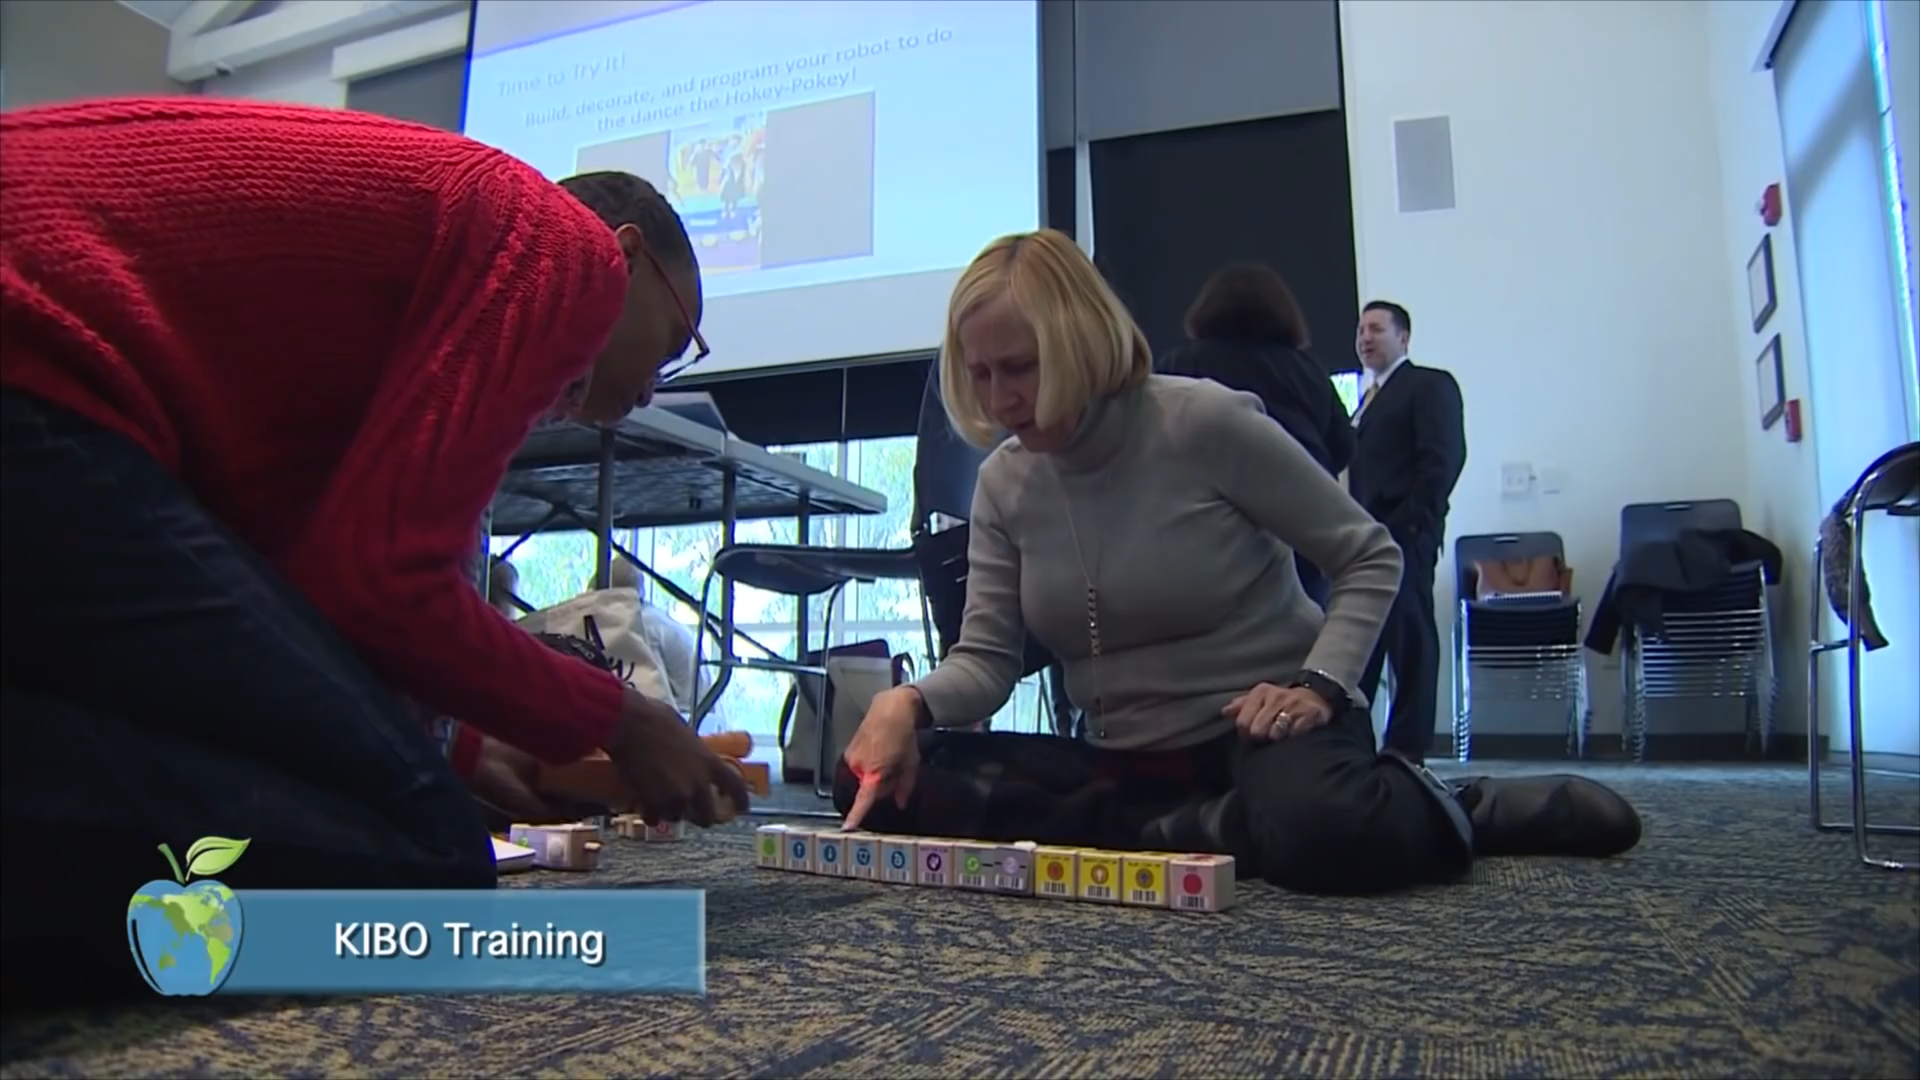 Time to Try It!
Build, decorate, and program your robot to do
the dance the Hokey-Pokey!
KIBO Training